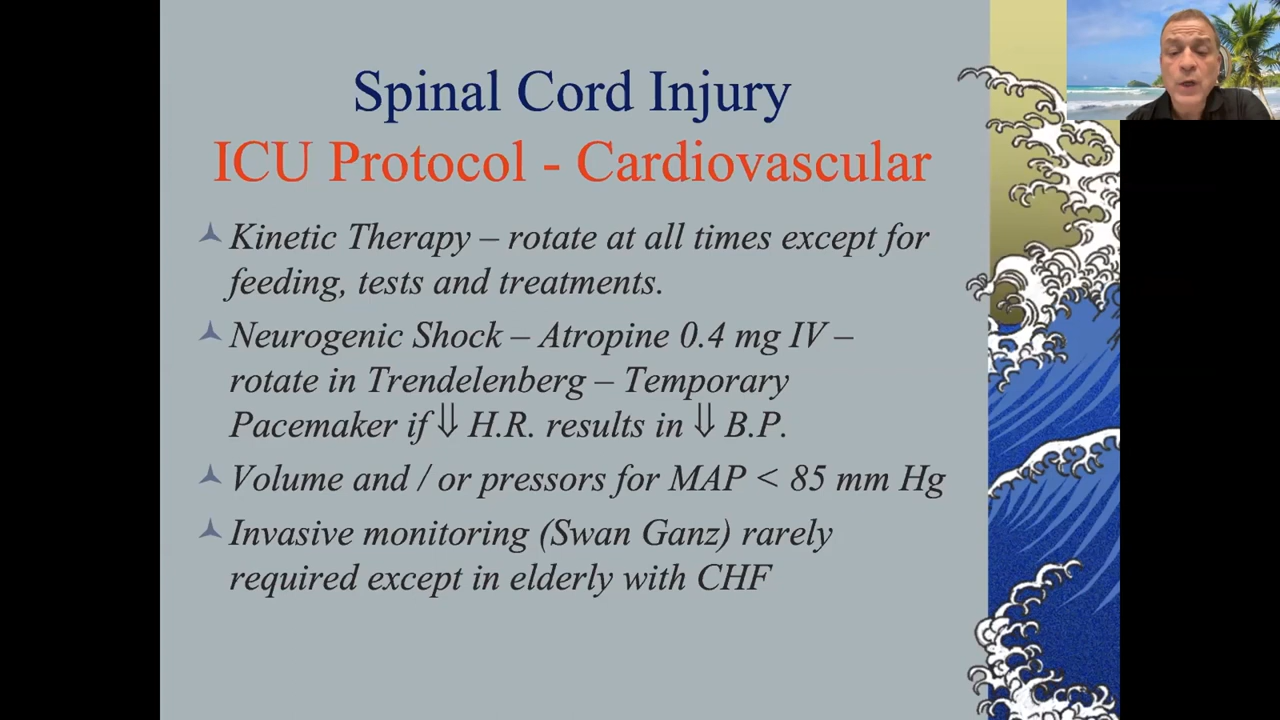 Spinal Cord Injury
ICU Protocol - Cardiovascular
Kinetic Therapy – rotate at all times except for
feeding, tests and treatments.
Neurogenic Shock – Atropine 0.4 mg IV –
rotate in Trendelenberg – Temporary
Pacemaker if ⇓ H.R. results in ⇓ B.P.
Volume and / or pressors for MAP < 85 mm Hg
Invasive monitoring (Swan Ganz) rarely
required except in elderly with CHF